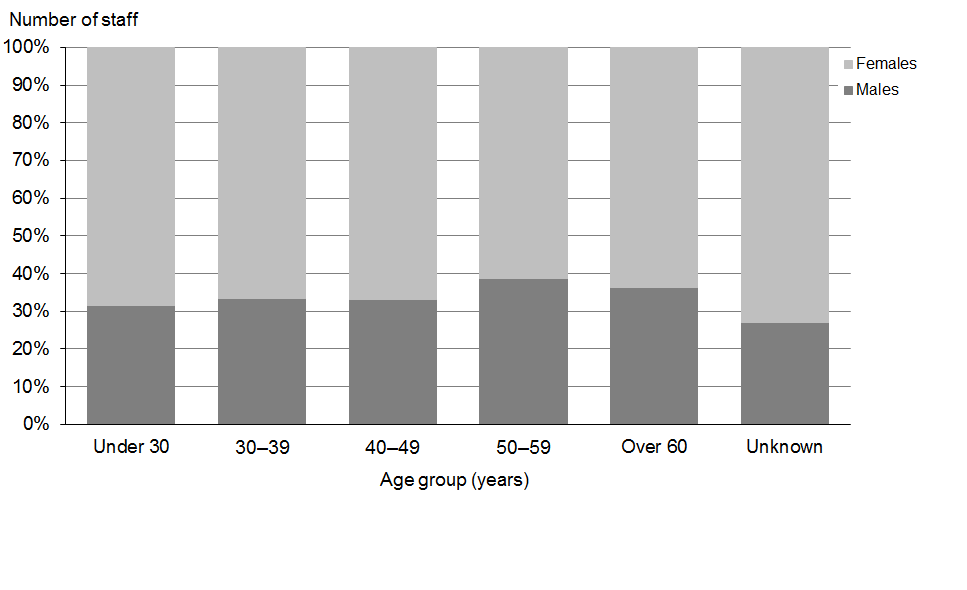 Number of staff
100%
90%
80%
70%
60%
50%
40%
30%
20%
10%
0%
Females
Males
Under 30
30–39
40–49
50–59
Over 60
Unknown
Age group (years)